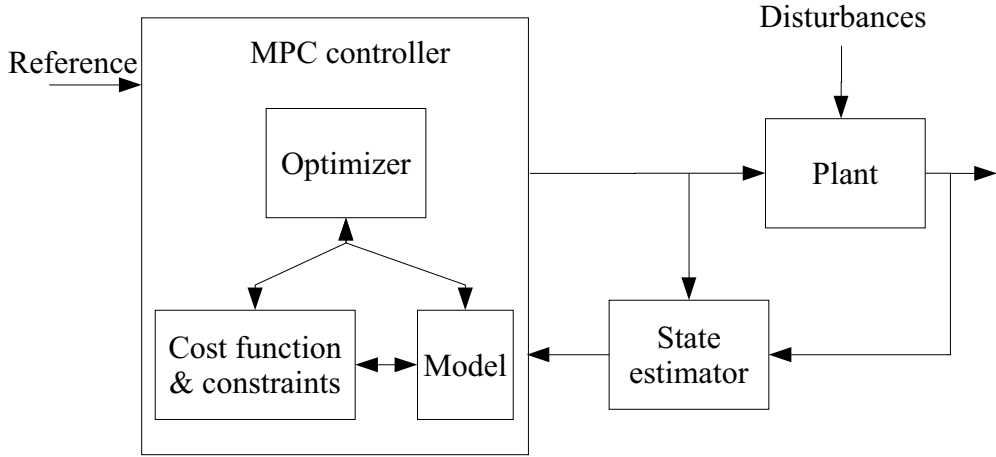 Disturbances
Reference
MPC controller
Optimizer
Plant
Cost function
& constraints
Model
State
estimator